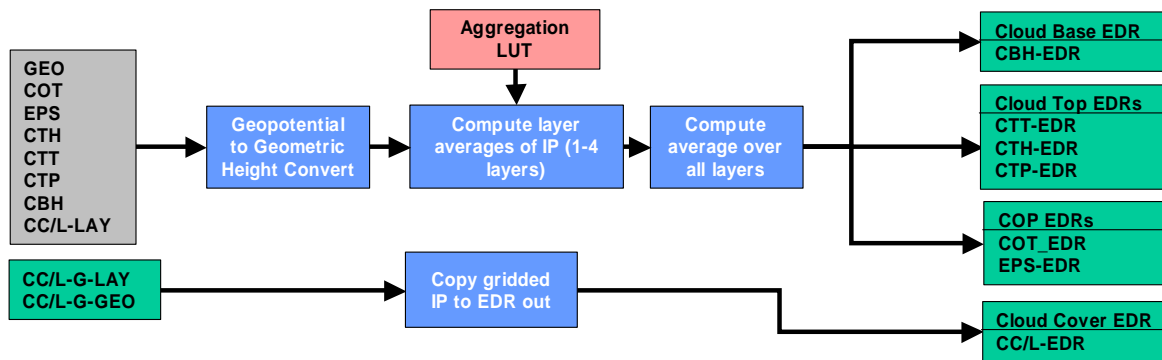 Aggregation
LUT
GEO
COT
EPS
CTH
CTT
CTP
CBH
CC/L-LAY
Geopotential
to Geometric
Height Convert
Compute layer
averages of IP (1-4
layers)
Compute
average over
all layers
Cloud Base EDR
CBH-EDR
Cloud Top EDRs
CTT-EDR
CTH-EDR
CTP-EDR
COP EDRs
COT_EDR
EPS-EDR
CC/L-G-LAY
CC/L-G-GEO
Copy gridded
IP to EDR out
Cloud Cover EDR
CC/L-EDR